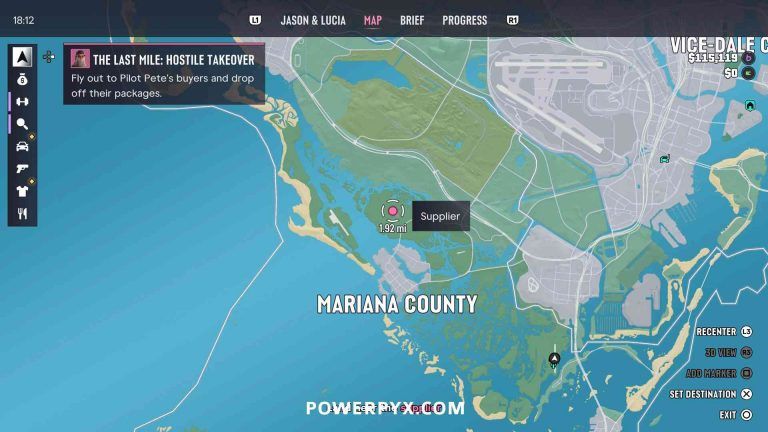 18:12
L1 JASON & LUCIA MAP BRIEF PROGRESS R1
THE LAST MILE: HOSTILE TAKEOVER
Fly out to Pilot Pete's buyers and drop
off their packages.
VICE-DALE C
$115,119
$0
Supplier
1.92 mi
MARIANA COUNTY
RECENTER L3
3D VIEW R3
ADD MARKER
SET DESTINATION
EXIT
POWERPYX.COM